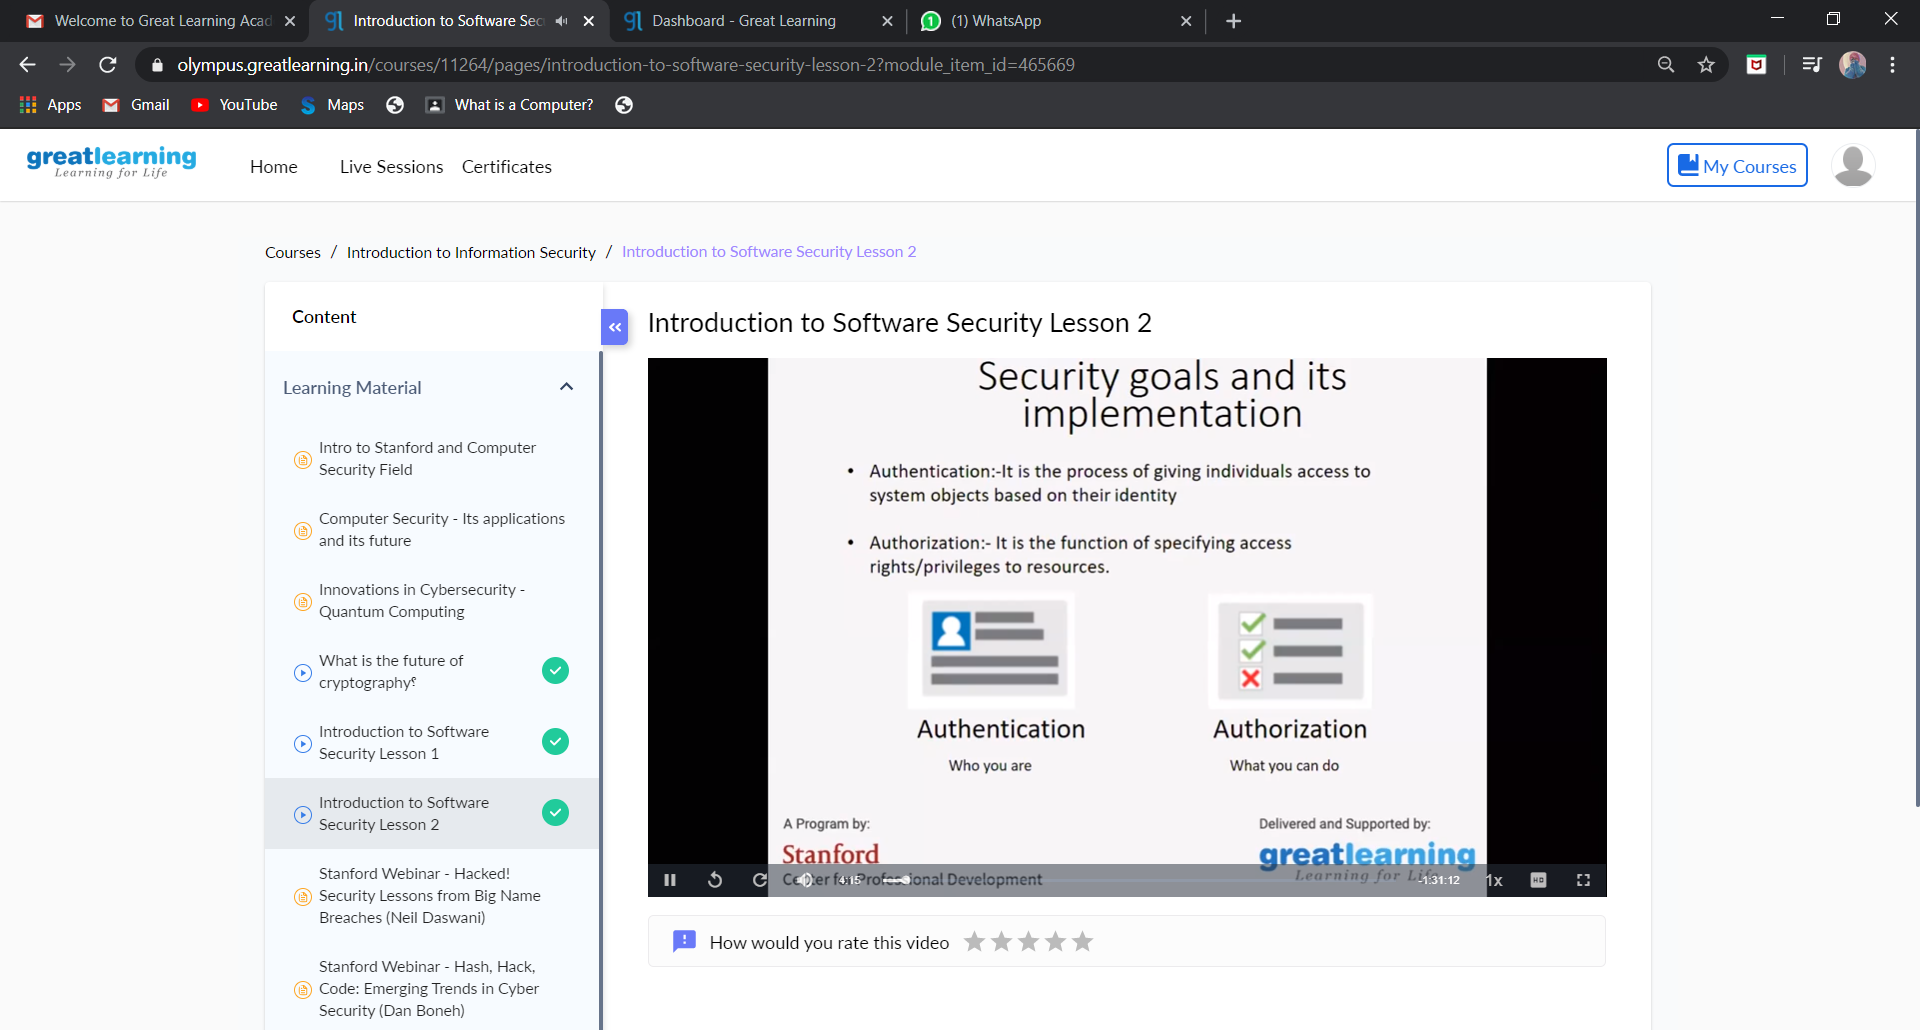 Welcome to Great Learning Acad
Introduction to Software Sec
Dashboard - Great Learning
(1) WhatsApp
olympus.greatlearning.in/courses/11264/pages/introduction-to-software-security-lesson-2?module_item_id=465669
Apps Gmail YouTube Maps What is a Computer?
greatlearning
Learning for Life
Home Live Sessions Certificates
My Courses
Courses / Introduction to Information Security / Introduction to Software Security Lesson 2
Content
Learning Material
Intro to Stanford and Computer
Security Field
Computer Security - Its applications
and its future
Innovations in Cybersecurity -
Quantum Computing
What is the future of
cryptography?
Introduction to Software
Security Lesson 1
Introduction to Software
Security Lesson 2
Stanford Webinar - Hacked!
Security Lessons from Big Name
Breaches (Neil Daswani)
Stanford Webinar - Hash, Hack,
Code: Emerging Trends in Cyber
Security (Dan Boneh)
Introduction to Software Security Lesson 2
Security goals and its
implementation
• Authentication:-It is the process of giving individuals access to
system objects based on their identity
• Authorization:- It is the function of specifying access
rights/privileges to resources.
Authentication
Who you are
Authorization
What you can do
A Program by:
Stanford
Center for Professional Development
Delivered and Supported by:
greatlearning
Learning for Life
4:15
-1:31:12
1x
HD
How would you rate this video